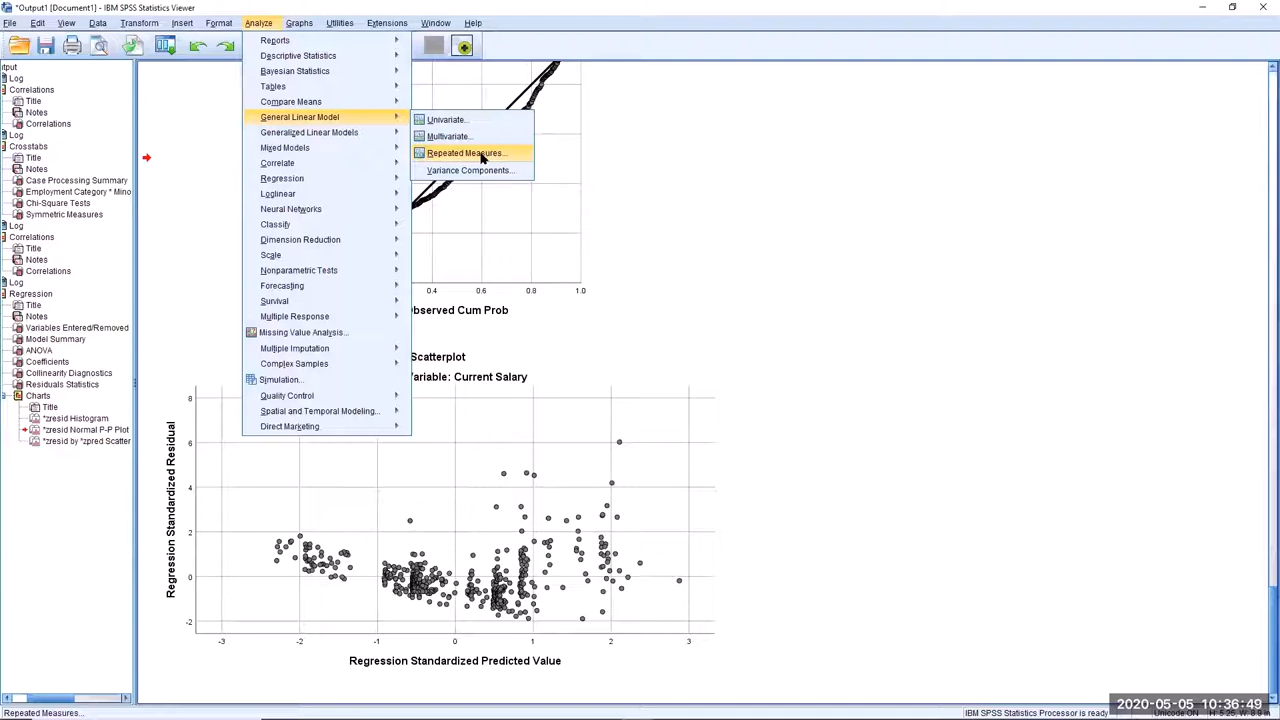 *Output1 [Document1] - IBM SPSS Statistics Viewer
File Edit View Data Transform Insert Format Analyze Graphs Utilities Extensions Window Help
tput
Log
Correlations
Title
Notes
Correlations
Log
Crosstabs
Title
Notes
Case Processing Summary
Employment Category * Mino
Chi-Square Tests
Symmetric Measures
Log
Correlations
Title
Notes
Correlations
Log
Regression
Title
Notes
Variables Entered/Removed
Model Summary
ANOVA
Coefficients
Collinearity Diagnostics
Residuals Statistics
Charts
Title
*zresid Histogram
*zresid Normal P-P Plot
*zresid by *zpred Scatter
Reports
Descriptive Statistics
Bayesian Statistics
Tables
Compare Means
General Linear Model
Generalized Linear Models
Mixed Models
Correlate
Regression
Loglinear
Neural Networks
Classify
Dimension Reduction
Scale
Nonparametric Tests
Forecasting
Survival
Multiple Response
Missing Value Analysis...
Multiple Imputation
Complex Samples
Simulation...
Quality Control
Spatial and Temporal Modeling...
Direct Marketing
Univariate...
Multivariate...
Repeated Measures...
Variance Components...
0.4 0.6 0.8 1.0
Observed Cum Prob
Scatterplot
Variable: Current Salary
Regression Standardized Residual
8
6
4
2
0
-2
-3 -2 -1 0 1 2 3
Regression Standardized Predicted Value
Repeated Measures...
IBM SPSS Statistics Processor is ready
2020-05-05 10:36:49